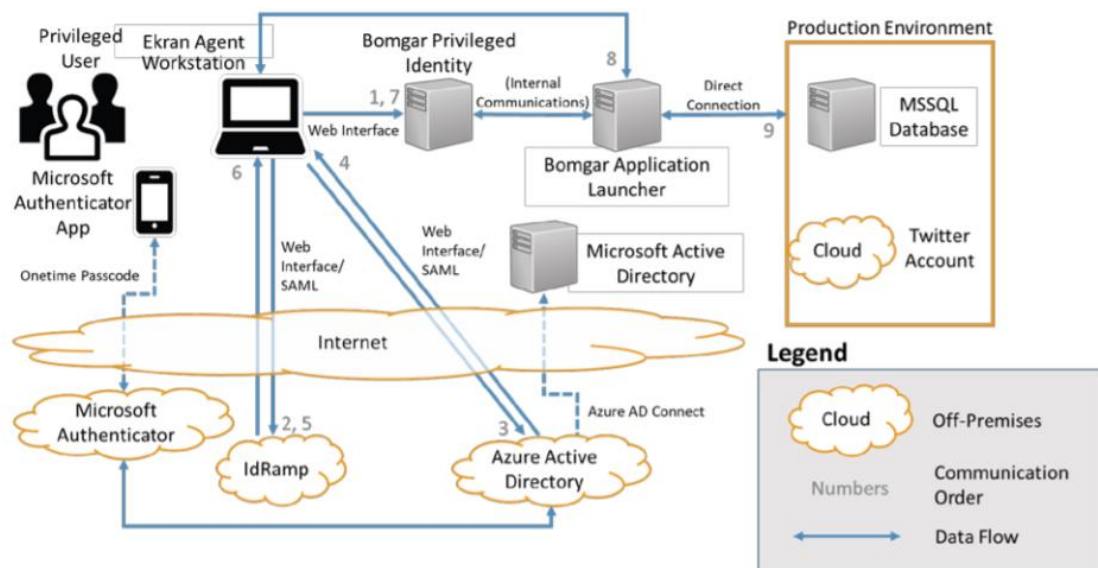 Privileged
User
Ekran Agent
Workstation
Bomgar Privileged
Identity
8
(Internal
Communications)
Direct
Connection
9
Production Environment
MSSQL
Database
1, 7
Web Interface
6
4
Bomgar Application
Launcher
Microsoft
Authenticator
App
Onetime Passcode
Web
Interface/
SAML
Web
Interface/
SAML
Microsoft Active
Directory
Cloud
Twitter
Account
Internet
Microsoft
Authenticator
2, 5
IdRamp
3
Azure Active
Directory
Azure AD Connect
Legend
Cloud
Off-Premises
Numbers
Communication
Order
Data Flow